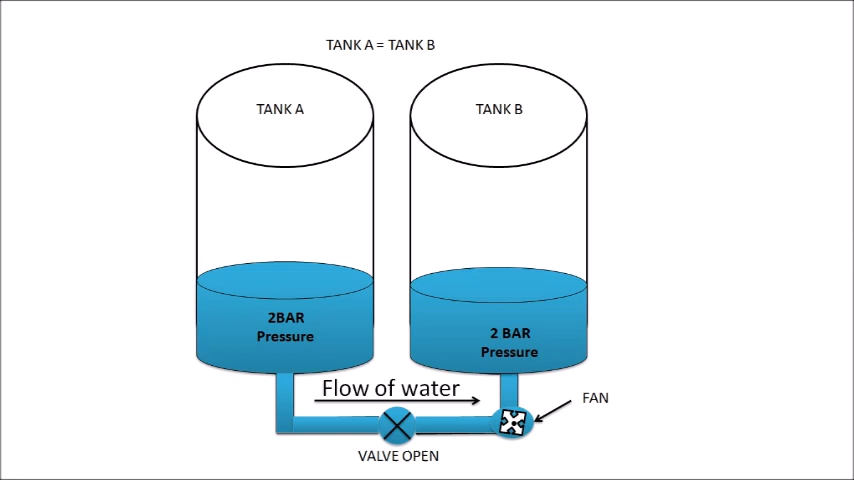 TANK A = TANK B
TANK A
TANK B
2BAR
Pressure
2 BAR
Pressure
Flow of water
FAN
VALVE OPEN